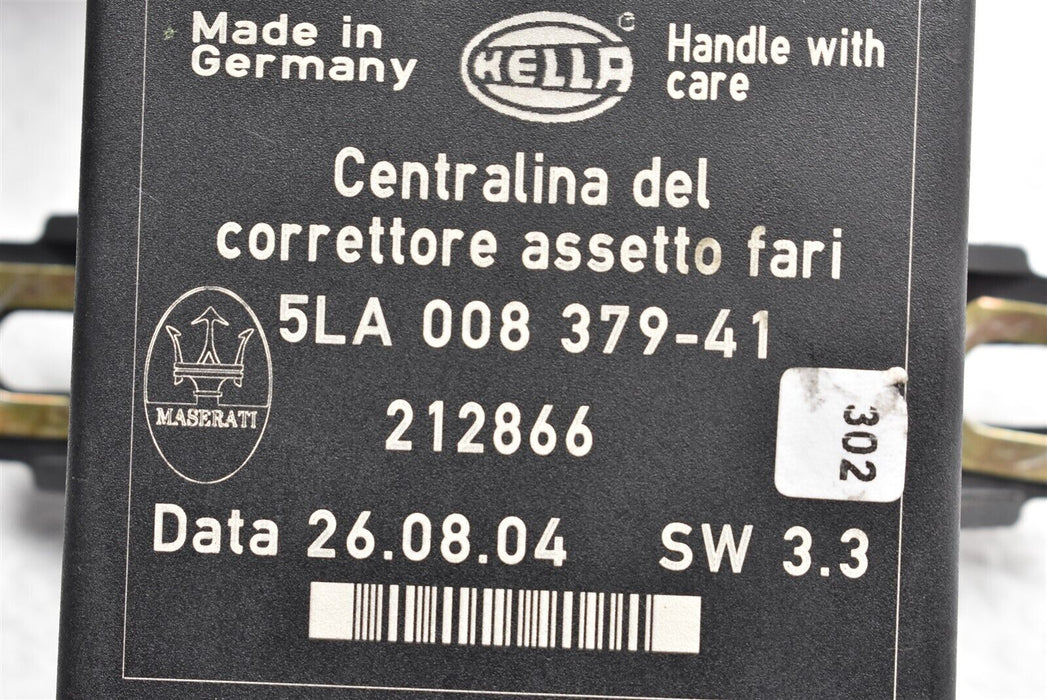 Made in
Germany
HELLA
Handle with
care
Centralina del
correttore assetto fari
5LA 008 379-41
MASERATI
212866
302
Data 26.08.04 SW 3.3